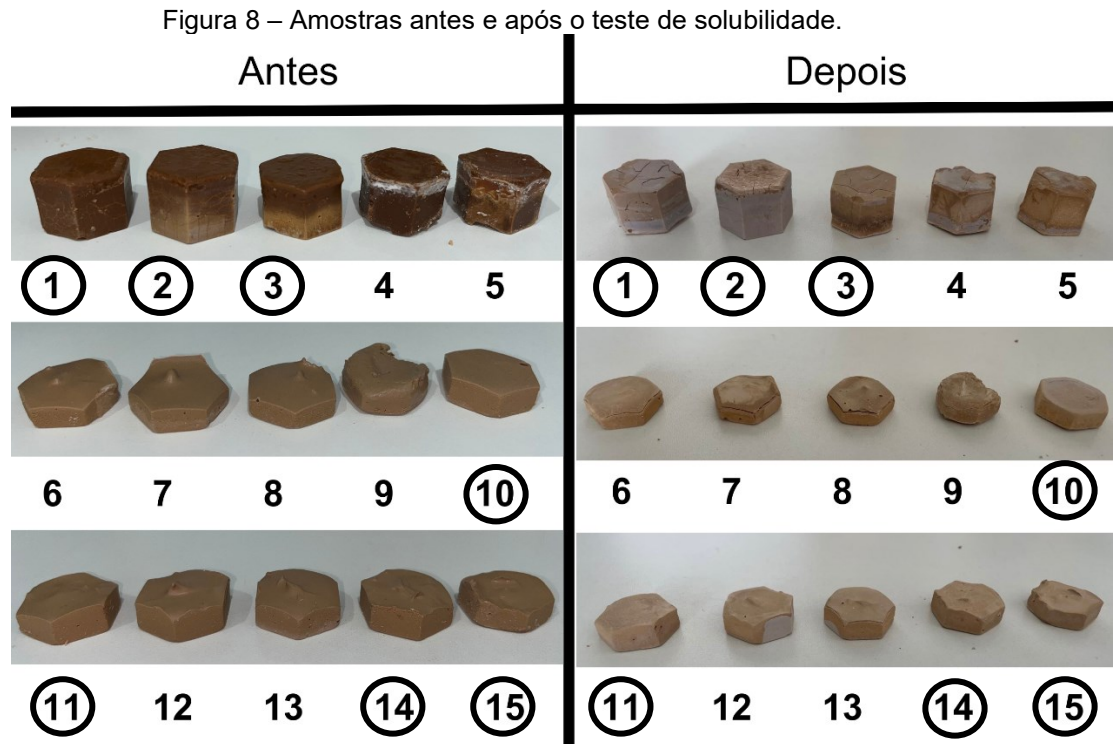 Figura 8 – Amostras antes e após o teste de solubilidade.
Antes Depois
1 2 3 4 5 1 2 3 4 5
6 7 8 9 10 6 7 8 9 10
11 12 13 14 15 11 12 13 14 15